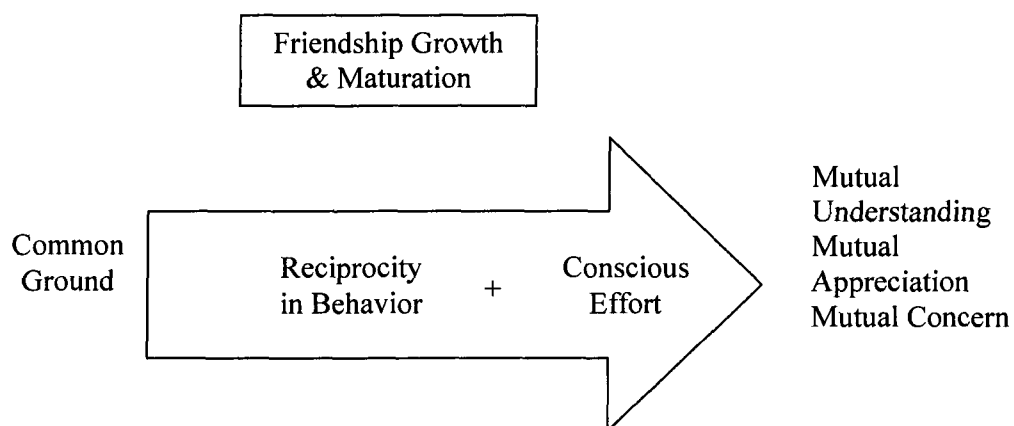 Friendship Growth
& Maturation
Common
Ground
Reciprocity
in Behavior
+
Conscious
Effort
Mutual
Understanding
Mutual
Appreciation
Mutual Concern